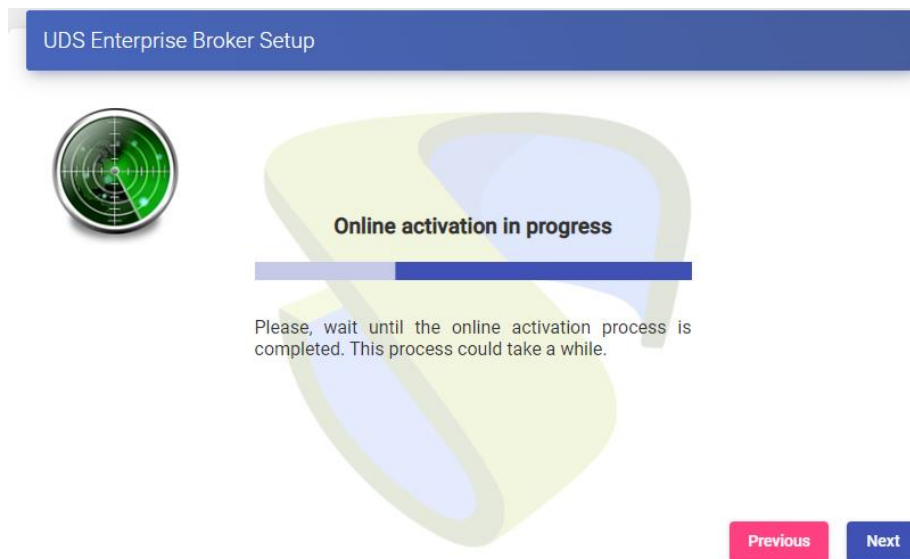 UDS Enterprise Broker Setup
Online activation in progress
Please, wait until the online activation process is
completed. This process could take a while.
Previous
Next